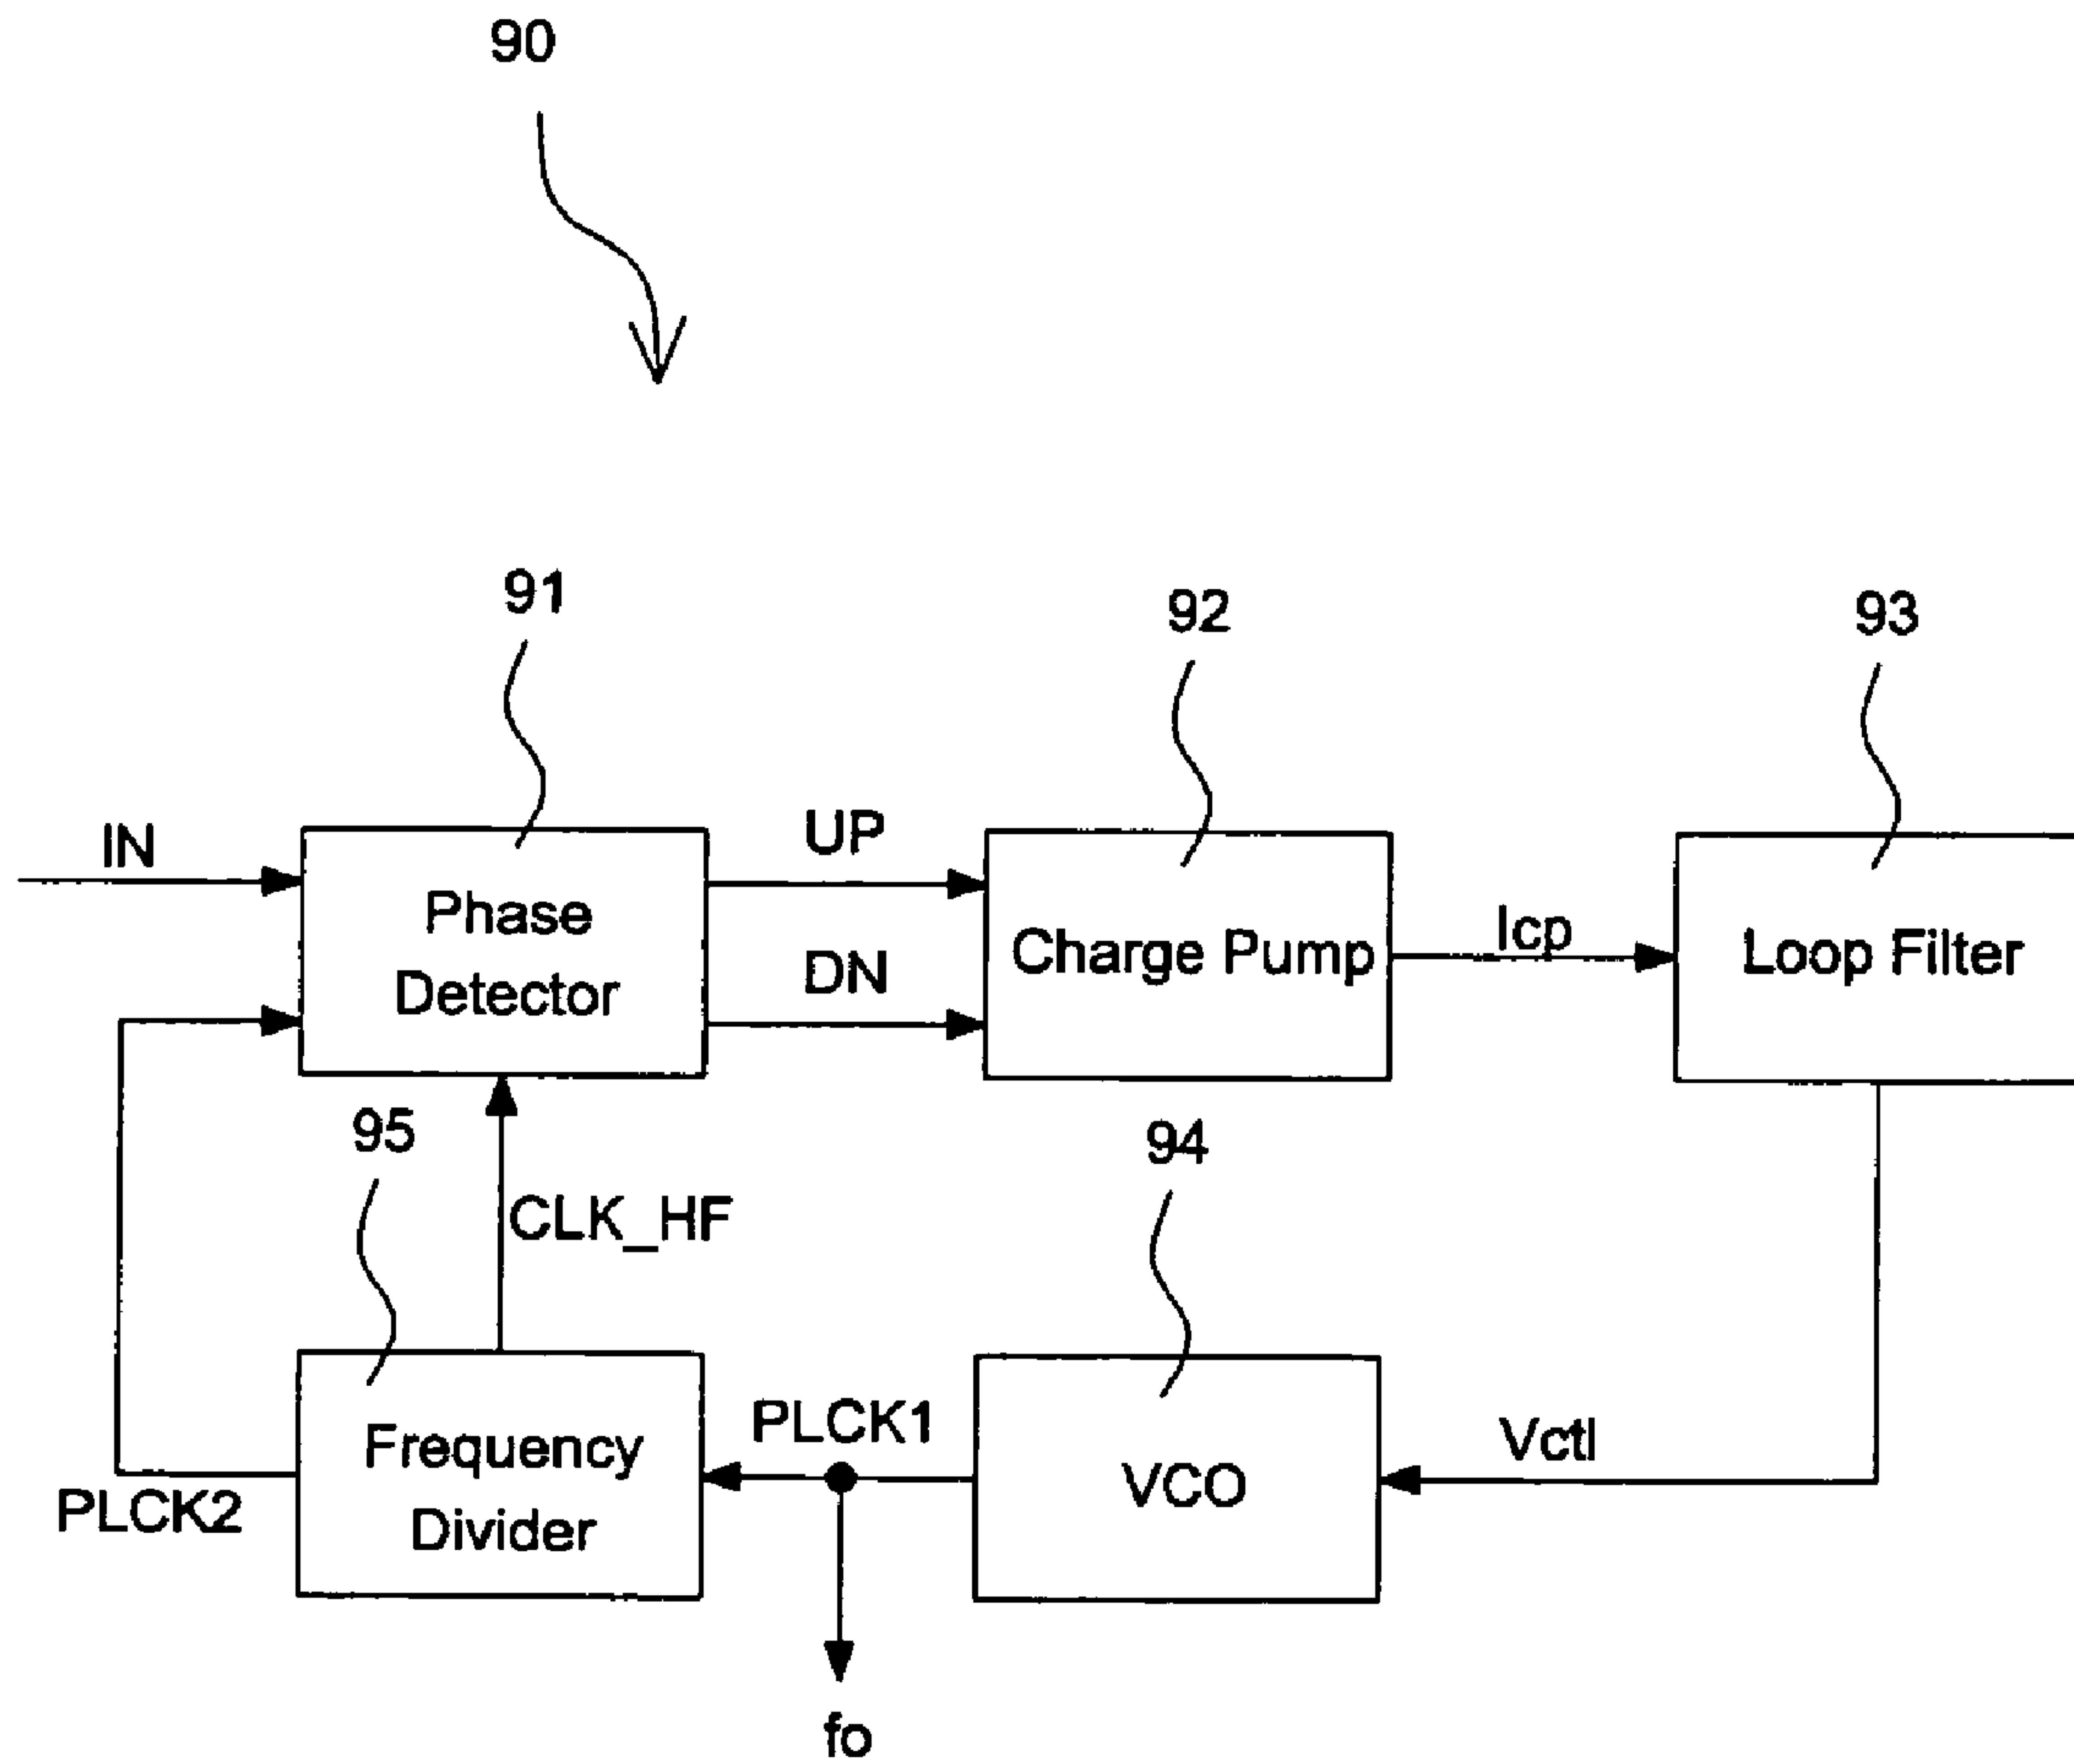 90
91
92
93
IN
UP
Phase
Detector
DN
Charge Pump
Icp
Loop Filter
95
94
CLK_HF
PLCK1
Vctl
Frequency
Divider
VCO
PLCK2
fo